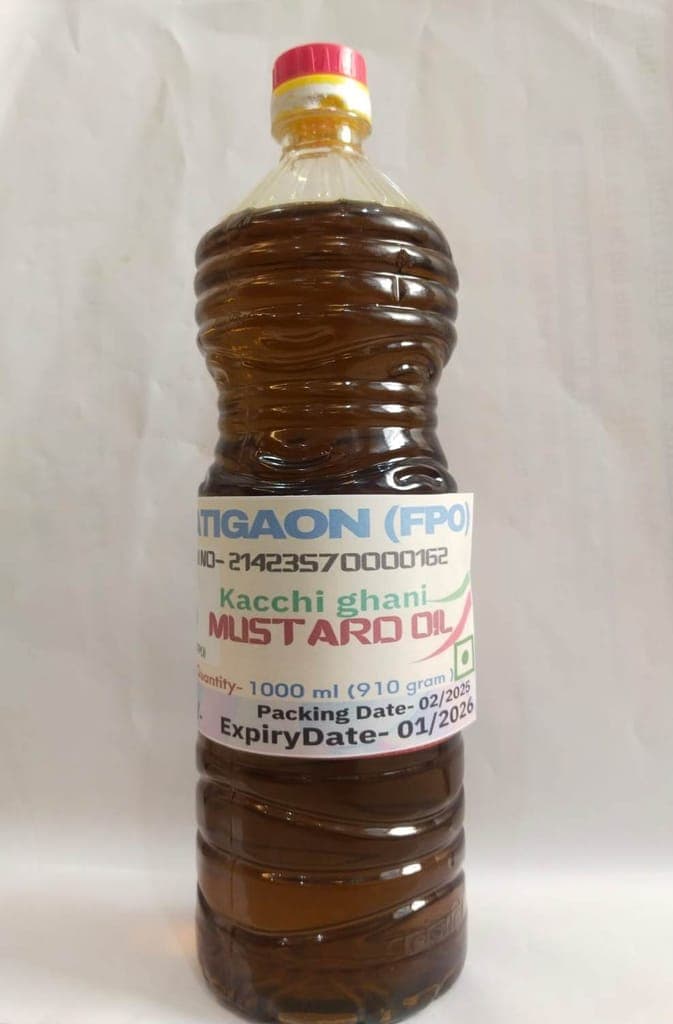 ATIGAON (FPO)
NO- 21423570000162
Kacchi ghani
MUSTARD OIL
Quantity- 1000 ml (910 gram )
Packing Date- 02/2025
ExpiryDate- 01/2026